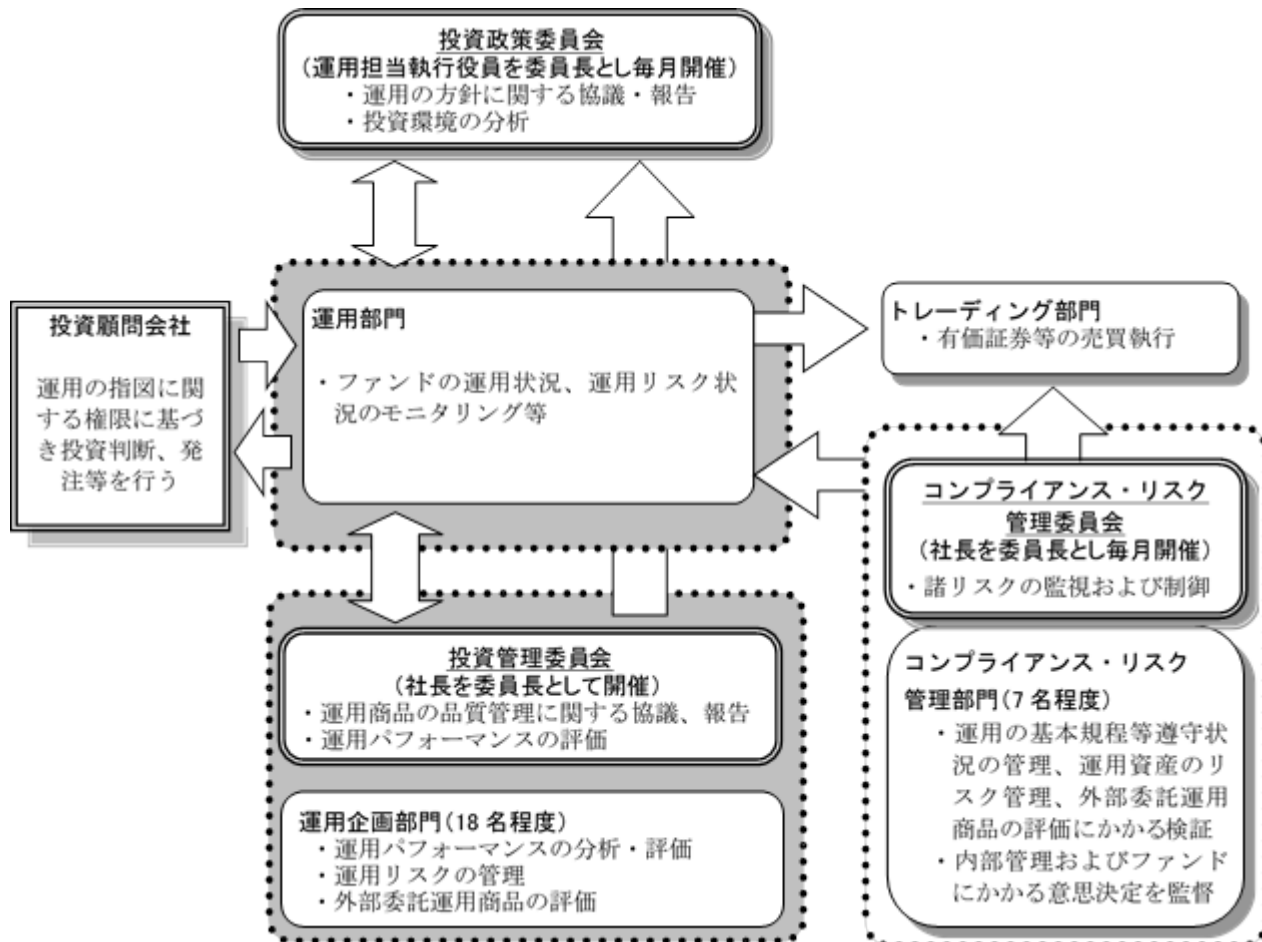 投資政策委員会
(運用担当執行役員を委員長とし毎月開催)
・運用の方針に関する協議・報告
・投資環境の分析
投資顧問会社
運用の指図に関
する権限に基づ
き投資判断、発
注等を行う
運用部門
・ファンドの運用状況、運用リスク状
況のモニタリング等
トレーディング部門
・有価証券等の売買執行
コンプライアンス・リスク
管理委員会
(社長を委員長とし毎月開催)
・諸リスクの監視および制御
コンプライアンス・リスク
管理部門(7名程度)
・運用の基本規程等遵守状
況の管理、運用資産のリ
スク管理、外部委託運用
商品の評価にかかる検証
・内部管理およびファンド
にかかる意思決定を監督
投資管理委員会
(社長を委員長として開催)
・運用商品の品質管理に関する協議、報告
・運用パフォーマンスの評価
運用企画部門(18名程度)
・運用パフォーマンスの分析・評価
・運用リスクの管理
・外部委託運用商品の評価